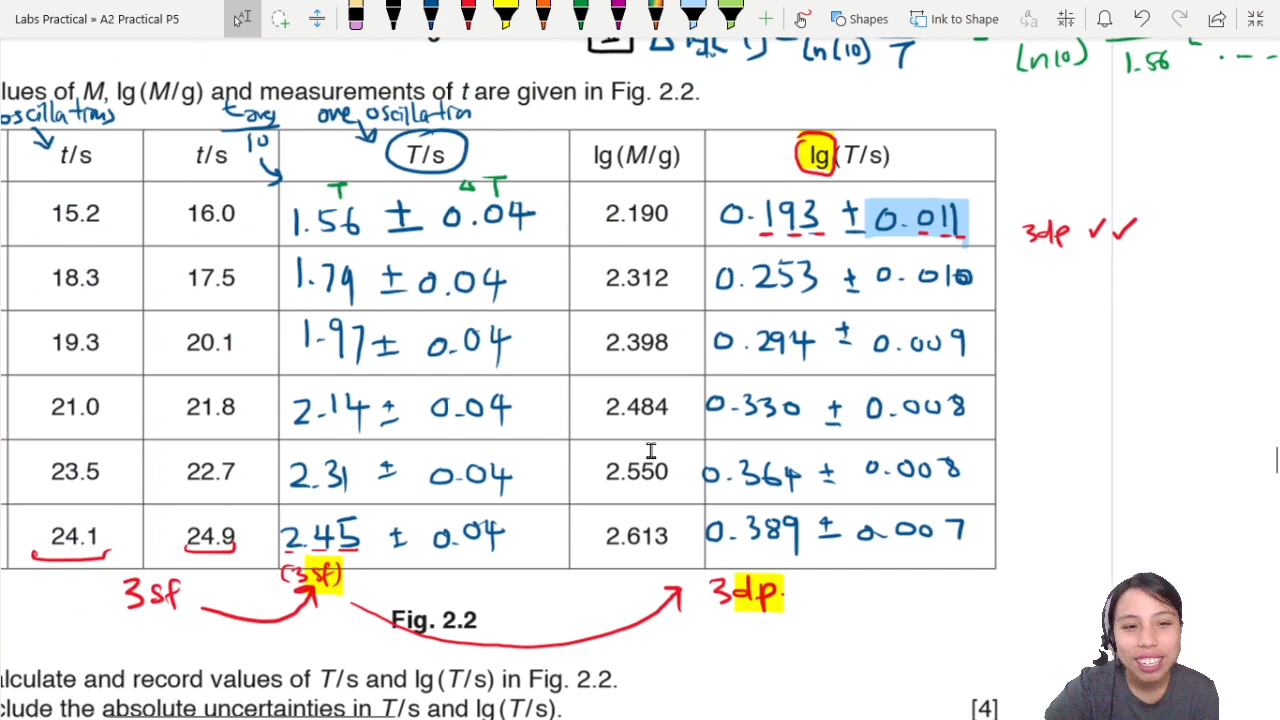 Labs Practical » A2 Practical P5
Shapes
Ink to Shape
(n(10)
T
(n(10)
1.56
lues of M, lg (M/g) and measurements of t are given in Fig. 2.2.
oscillations
tavg
10
one oscillation
t/s t/s T/s lg (M/g) lg (T/s)
T ΔT
15.2 16.0 1.56 ± 0.04 2.190 0.193 ± 0.011
3dp ✓✓
18.3 17.5 1.79 ± 0.04 2.312 0.253 ± 0.010
19.3 20.1 1.97 ± 0.04 2.398 0.294 ± 0.009
21.0 21.8 2.14 ± 0.04 2.484 0.330 ± 0.008
23.5 22.7 2.31 ± 0.04 2.550 0.364 ± 0.008
24.1 24.9 2.45 ± 0.04 2.613 0.389 ± 0.007
3sf (3sf) 3dp.
Fig. 2.2
alculate and record values of T/s and lg (T/s) in Fig. 2.2.
clude the absolute uncertainties in T/s and lg (T/s). [4]